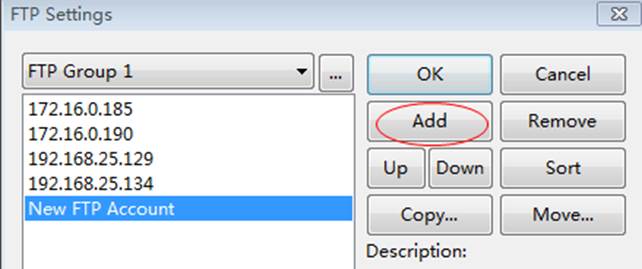 FTP Settings
FTP Group 1
...
OK
Cancel
172.16.0.185
172.16.0.190
192.168.25.129
192.168.25.134
New FTP Account
Add
Remove
Up
Down
Sort
Copy...
Move...
Description: